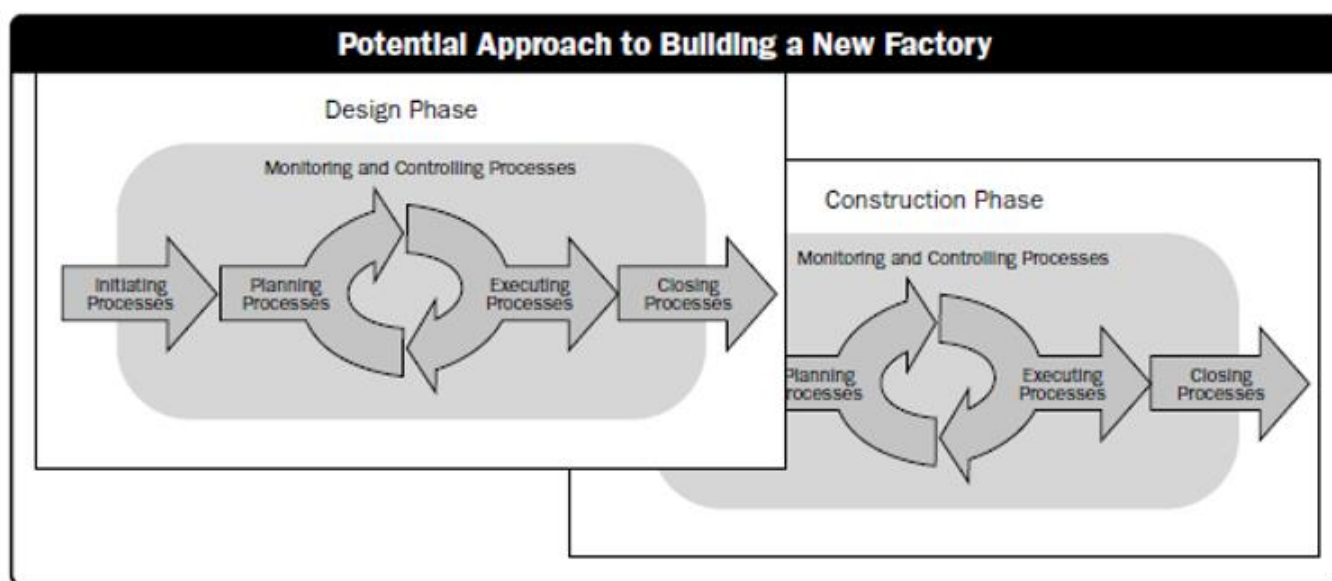 Potential Approach to Building a New Factory
Design Phase
Monitoring and Controlling Processes
Initiating
Processes
Planning
Processes
Executing
Processes
Closing
Processes
Construction Phase
Monitoring and Controlling Processes
Planning
rocesses
Executing
Processes
Closing
Processes